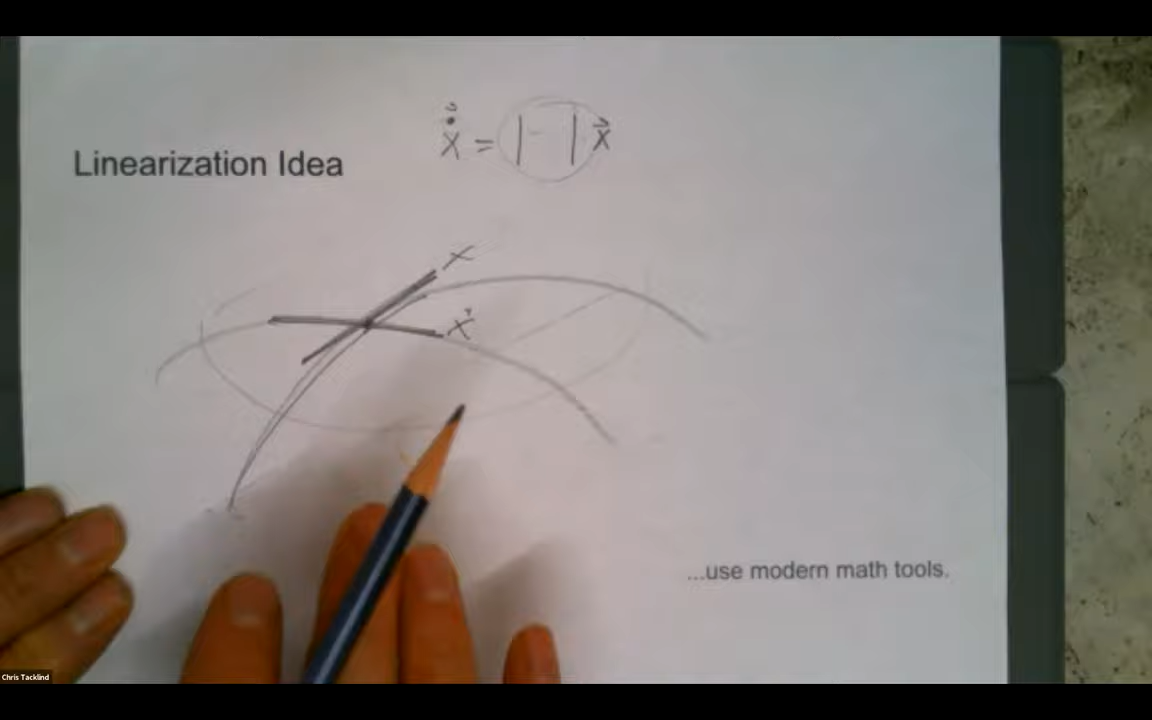 Ẋ⃗ = | - | X⃗
Linearization Idea
X
Ẋ
...use modern math tools.
Chris Tacklind